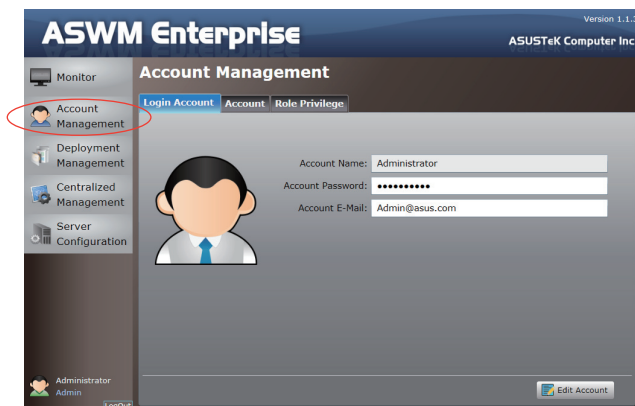 ASWM Enterprise
Version 1.1.
ASUSTeK Computer Inc
Monitor
Account
Management
Deployment
Management
Centralized
Management
Server
Configuration
Administrator
Admin
LogOut
Account Management
Login Account Account Role Privilege
Account Name: Administrator
Account Password: ••••••••••
Account E-Mail: Admin@asus.com
Edit Account